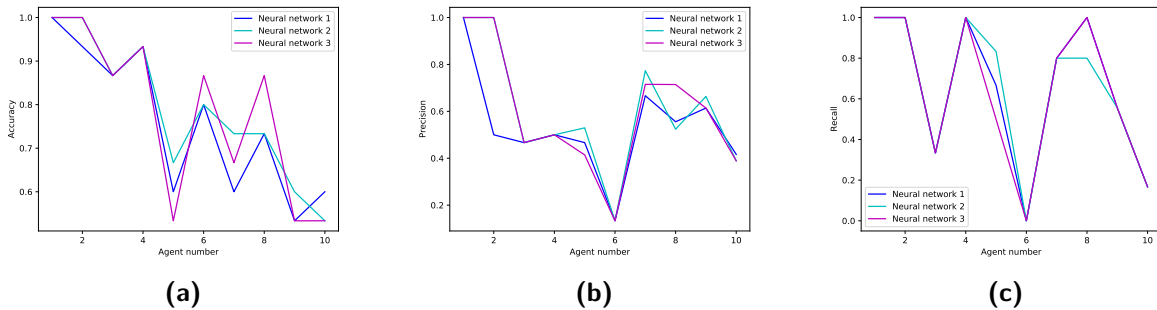 Neural network 1
Neural network 2
Neural network 3
1.0
0.9
0.8
0.7
0.6
Accuracy
2 4 6 8 10
Agent number
(a)
Neural network 1
Neural network 2
Neural network 3
1.0
0.8
0.6
0.4
0.2
Precision
2 4 6 8 10
Agent number
(b)
1.0
0.8
0.6
0.4
0.2
0.0
Recall
Neural network 1
Neural network 2
Neural network 3
2 4 6 8 10
Agent number
(c)